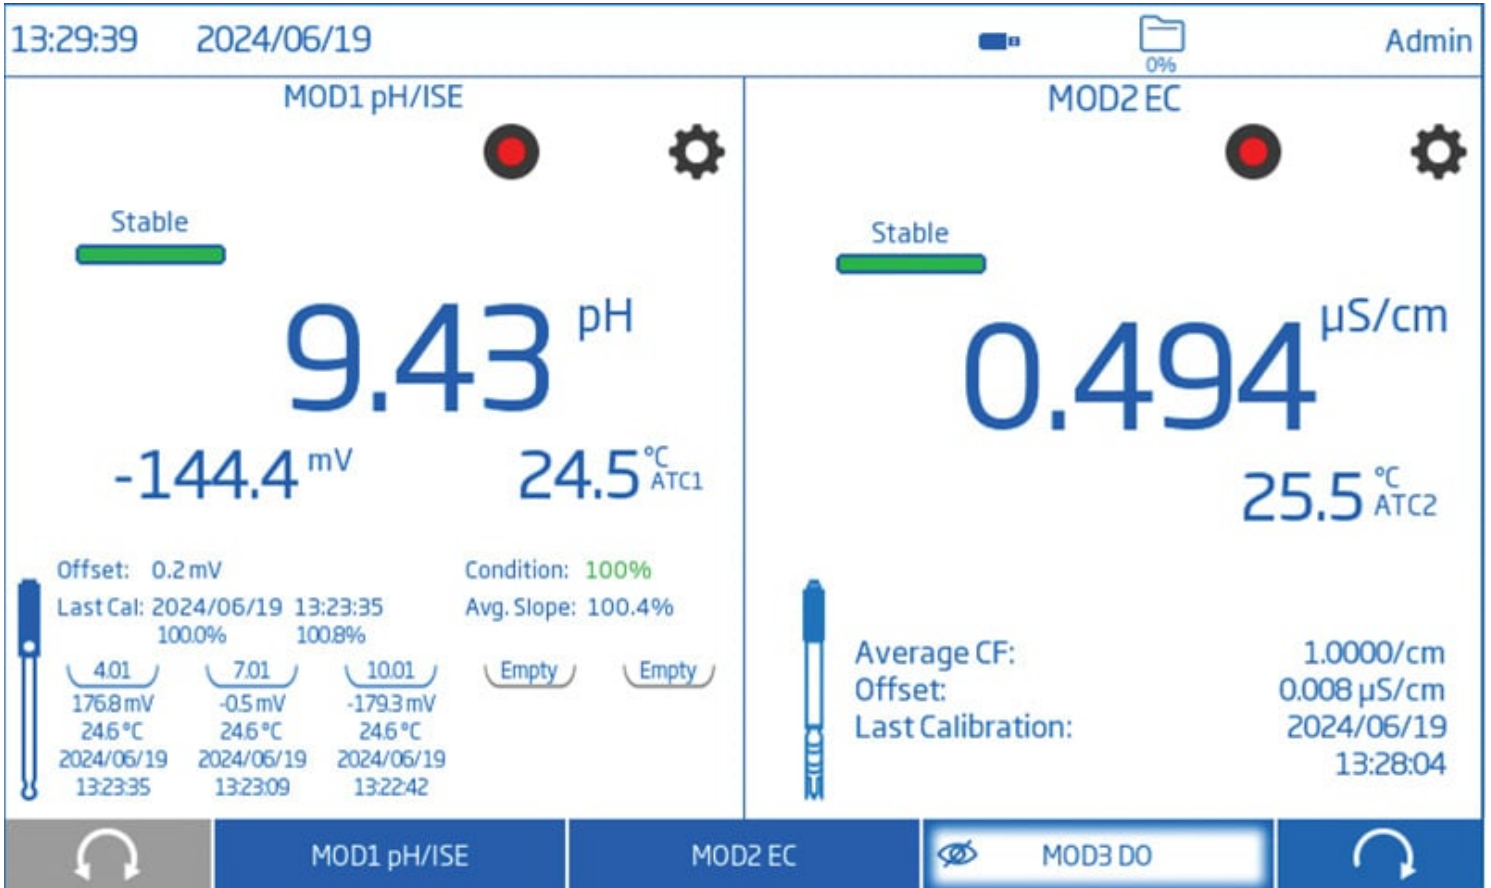 13:29:39 2024/06/19 0% Admin
MOD1 pH/ISE
Stable
9.43 pH
-144.4 mV 24.5 °C ATC1
Offset: 0.2 mV Condition: 100%
Last Cal: 2024/06/19 13:23:35 Avg. Slope: 100.4%
100.0% 100.8%
4.01 7.01 10.01 Empty Empty
176.8 mV -0.5 mV -179.3 mV
24.6 °C 24.6 °C 24.6 °C
2024/06/19 2024/06/19 2024/06/19
13:23:35 13:23:09 13:22:42
MOD2 EC
Stable
0.494 µS/cm
25.5 °C ATC2
Average CF: 1.0000/cm
Offset: 0.008 µS/cm
Last Calibration: 2024/06/19
13:28:04
MOD1 pH/ISE MOD2 EC MOD3 DO